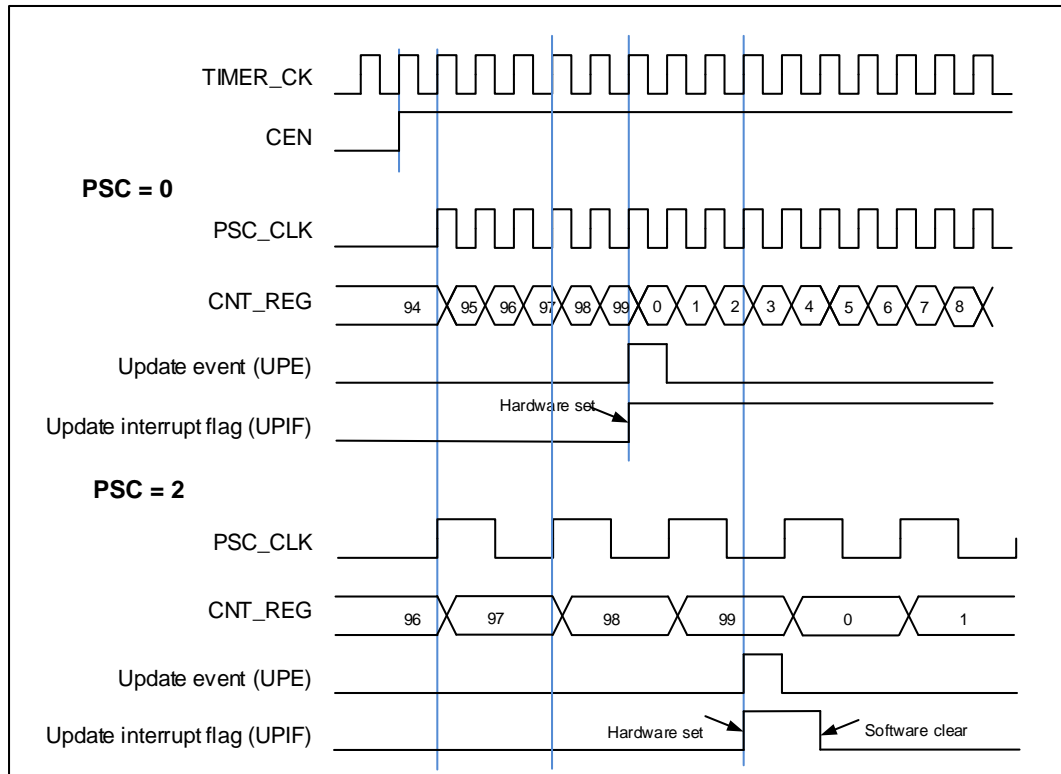 TIMER_CK
CEN
PSC = 0
PSC_CLK
CNT_REG 94 95 96 97 98 99 0 1 2 3 4 5 6 7 8
Update event (UPE)
Hardware set
Update interrupt flag (UPIF)
PSC = 2
PSC_CLK
CNT_REG 96 97 98 99 0 1
Update event (UPE)
Update interrupt flag (UPIF) Hardware set Software clear